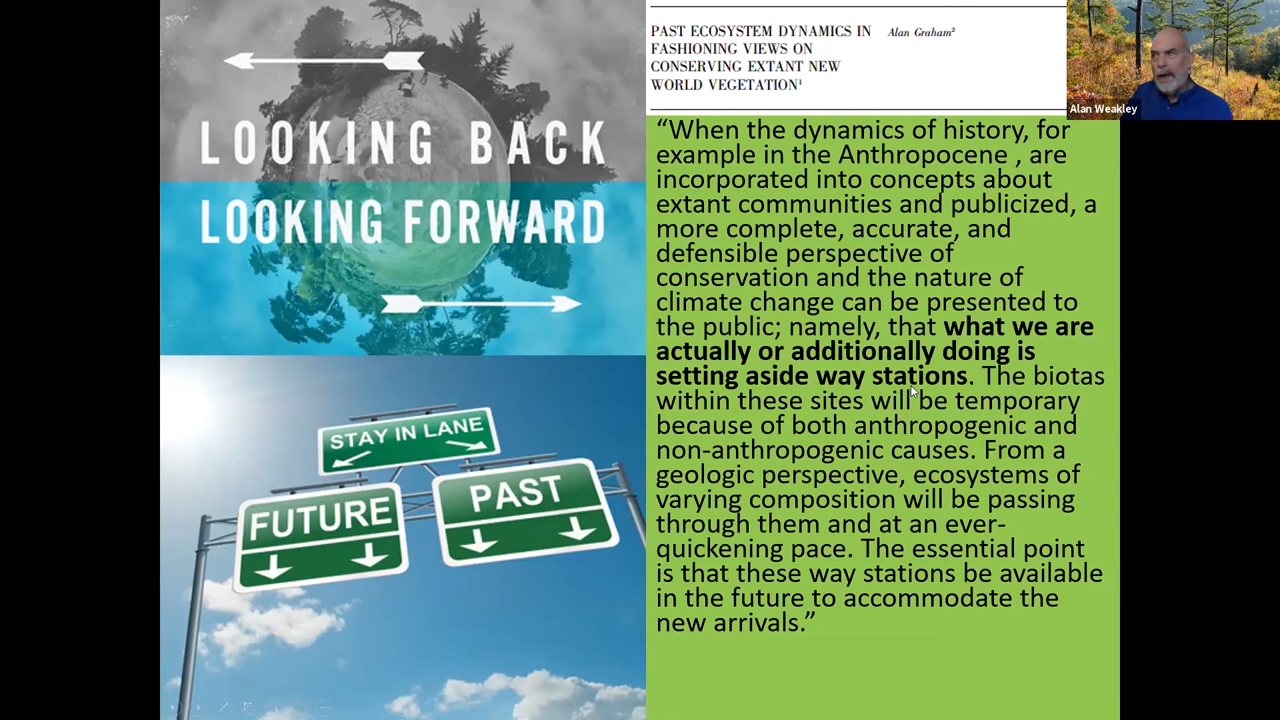 LOOKING BACK
LOOKING FORWARD
STAY IN LANE
FUTURE
PAST
PAST ECOSYSTEM DYNAMICS IN Alan Graham²
FASHIONING VIEWS ON
CONSERVING EXTANT NEW
WORLD VEGETATION¹
Alan Weakley
“When the dynamics of history, for
example in the Anthropocene , are
incorporated into concepts about
extant communities and publicized, a
more complete, accurate, and
defensible perspective of
conservation and the nature of
climate change can be presented to
the public; namely, that what we are
actually or additionally doing is
setting aside way stations. The biotas
within these sites will be temporary
because of both anthropogenic and
non-anthropogenic causes. From a
geologic perspective, ecosystems of
varying composition will be passing
through them and at an ever-
quickening pace. The essential point
is that these way stations be available
in the future to accommodate the
new arrivals.”